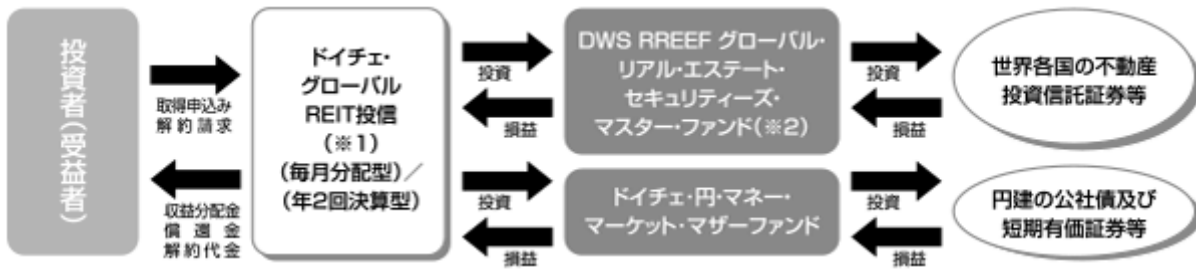 投資者(受益者)
取得申込み
解約請求
収益分配金
償還金
解約代金
ドイチェ・
グローバル
REIT投信
(※1)
(毎月分配型)/
(年2回決算型)
投資
損益
投資
損益
DWS RREEF グローバル・
リアル・エステート・
セキュリティーズ・
マスター・ファンド(※2)
ドイチェ・円・マネー・
マーケット・マザーファンド
投資
損益
投資
損益
世界各国の不動産
投資信託証券等
円建の公社債及び
短期有価証券等